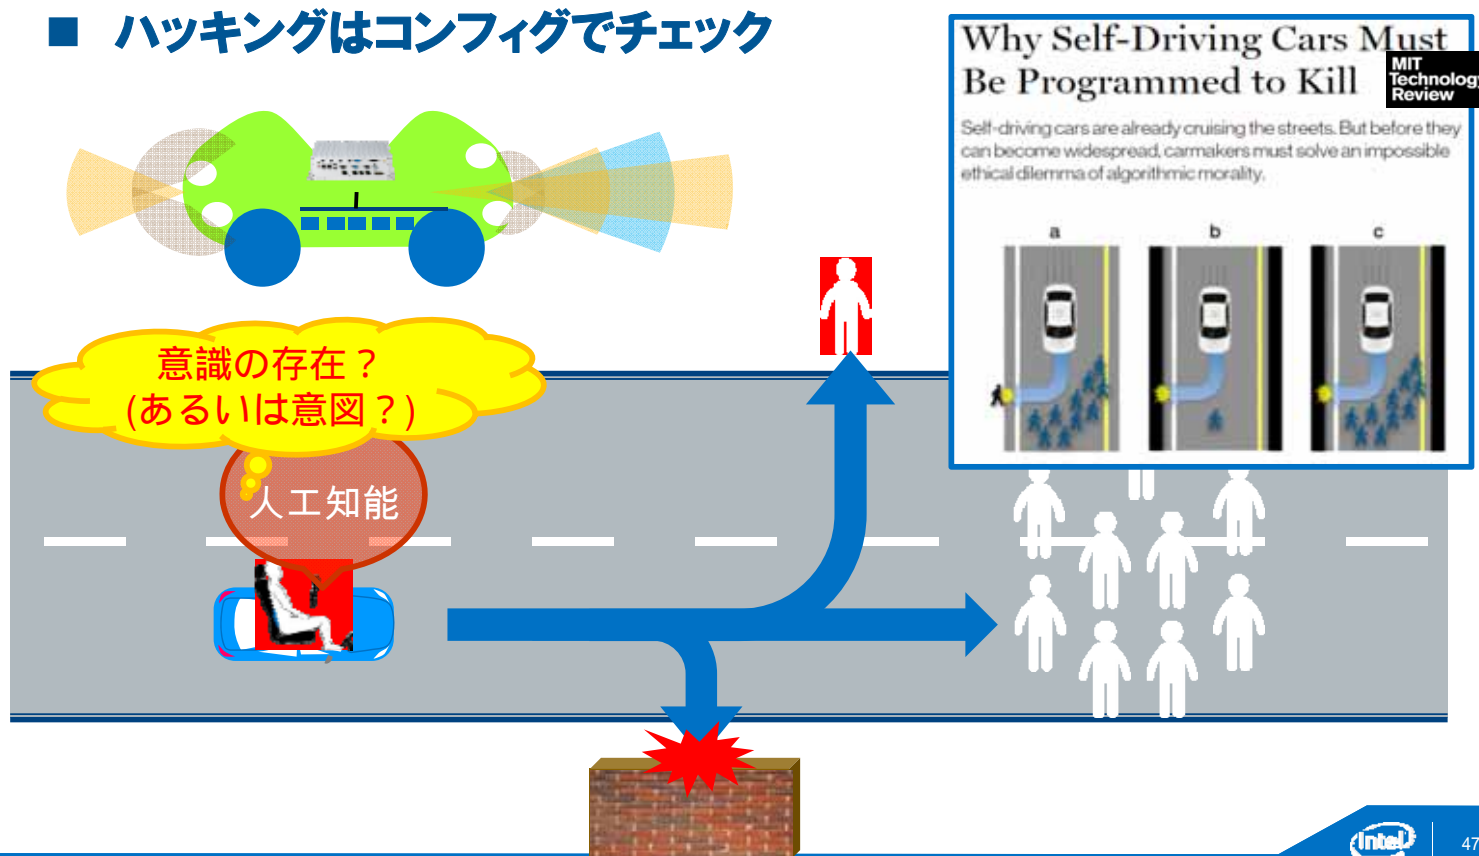 ■ ハッキングはコンフィグでチェック
Why Self-Driving Cars Must
Be Programmed to Kill
MIT
Technology
Review
Self-driving cars are already cruising the streets. But before they
can become widespread, carmakers must solve an impossible
ethical dilemma of algorithmic morality.
a
b
c
意識の存在？
(あるいは意図？)
人工知能
intel
47